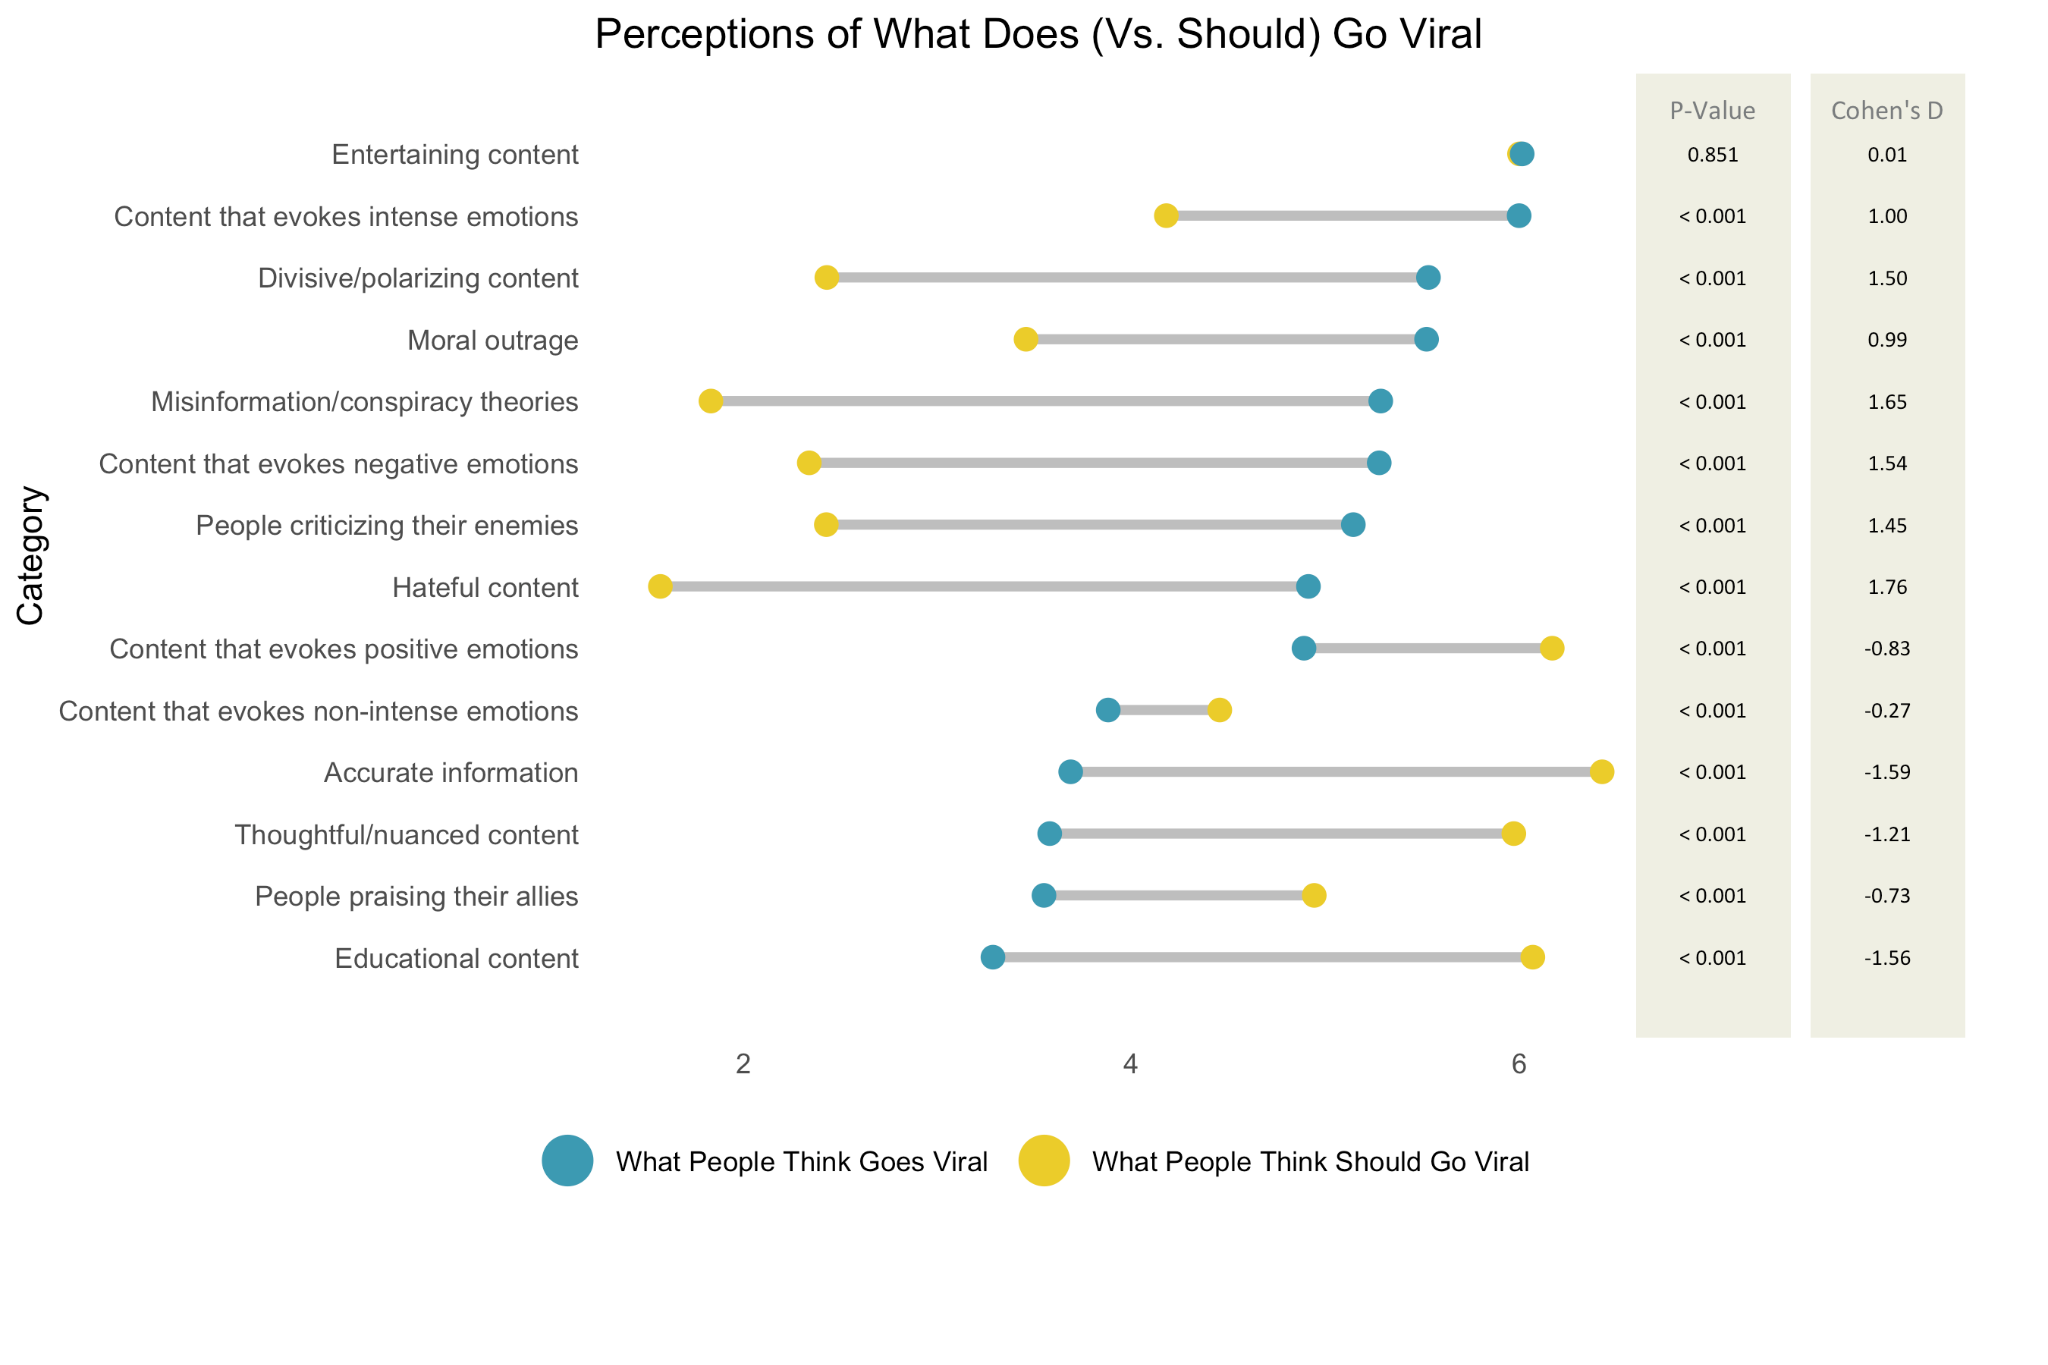 Perceptions of What Does (Vs. Should) Go Viral
P-Value Cohen's D
Entertaining content 0.851 0.01
Content that evokes intense emotions < 0.001 1.00
Divisive/polarizing content < 0.001 1.50
Moral outrage < 0.001 0.99
Misinformation/conspiracy theories < 0.001 1.65
Content that evokes negative emotions < 0.001 1.54
People criticizing their enemies < 0.001 1.45
Hateful content < 0.001 1.76
Content that evokes positive emotions < 0.001 -0.83
Content that evokes non-intense emotions < 0.001 -0.27
Accurate information < 0.001 -1.59
Thoughtful/nuanced content < 0.001 -1.21
People praising their allies < 0.001 -0.73
Educational content < 0.001 -1.56
Category
2 4 6
What People Think Goes Viral What People Think Should Go Viral